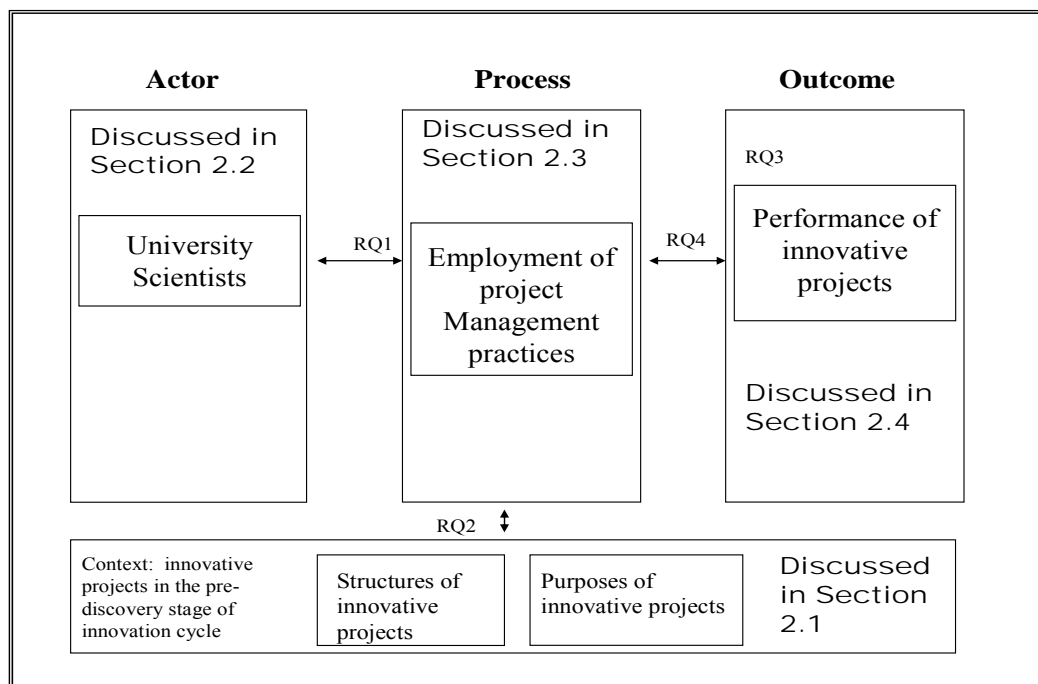 Actor
Process
Outcome
Discussed in
Section 2.2
University
Scientists
RQ1
Discussed in
Section 2.3
Employment of
project
Management
practices
RQ4
RQ3
Performance of
innovative
projects
Discussed in
Section 2.4
RQ2
Context: innovative
projects in the pre-
discovery stage of
innovation cycle
Structures of
innovative
projects
Purposes of
innovative projects
Discussed
in Section
2.1